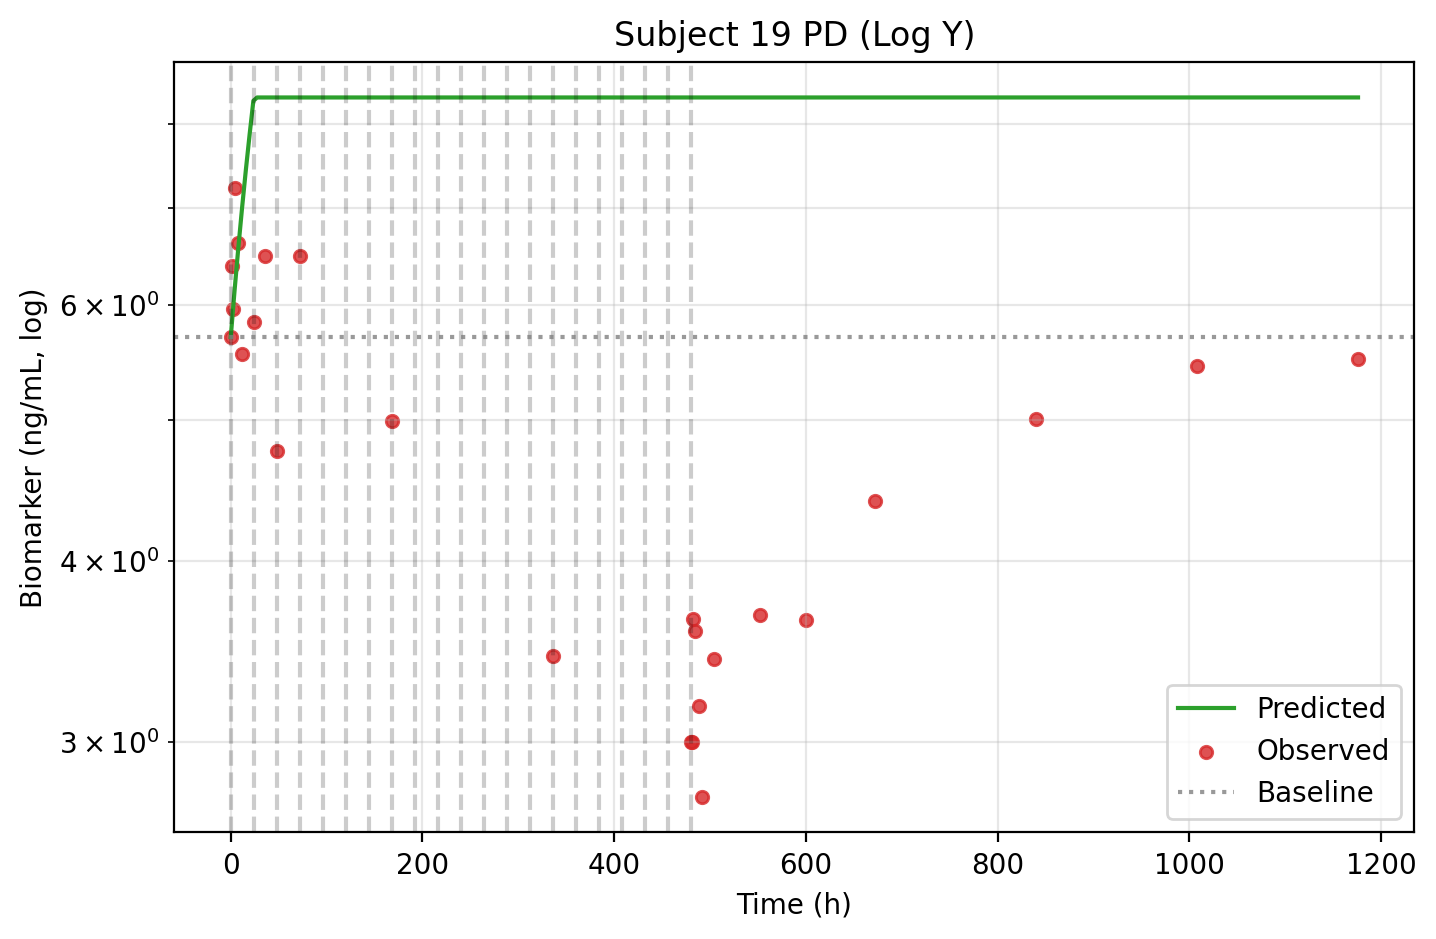 Subject 19 PD (Log Y)
Biomarker (ng/mL, log)
6 × 10⁰
4 × 10⁰
3 × 10⁰
0 200 400 600 800 1000 1200
Time (h)
Predicted
Observed
Baseline